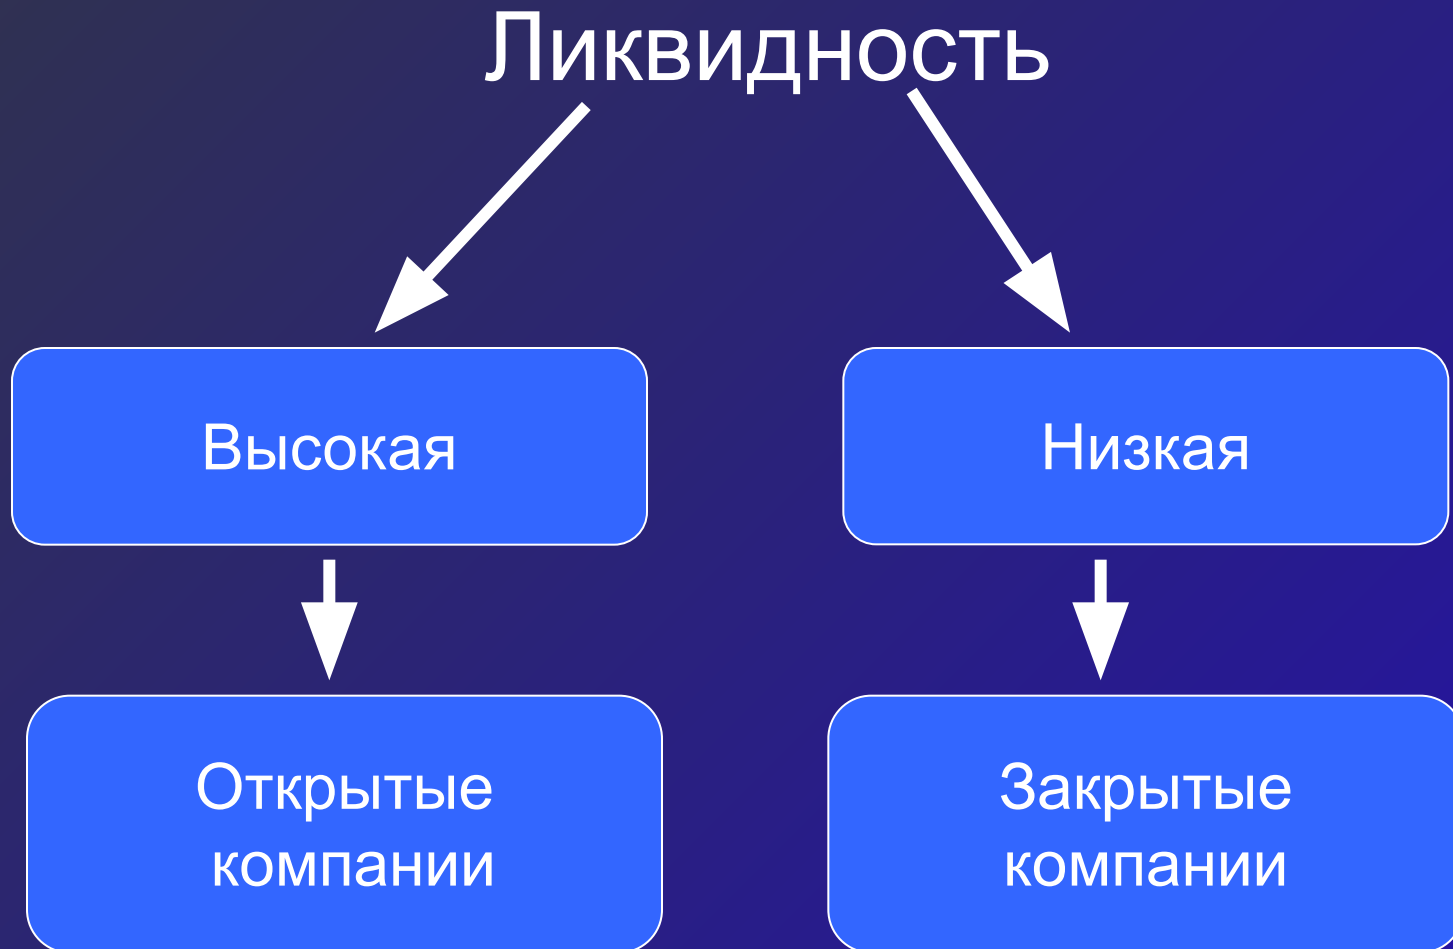 Ликвидность
Высокая
Низкая
Открытые
компании
Закрытые
компании